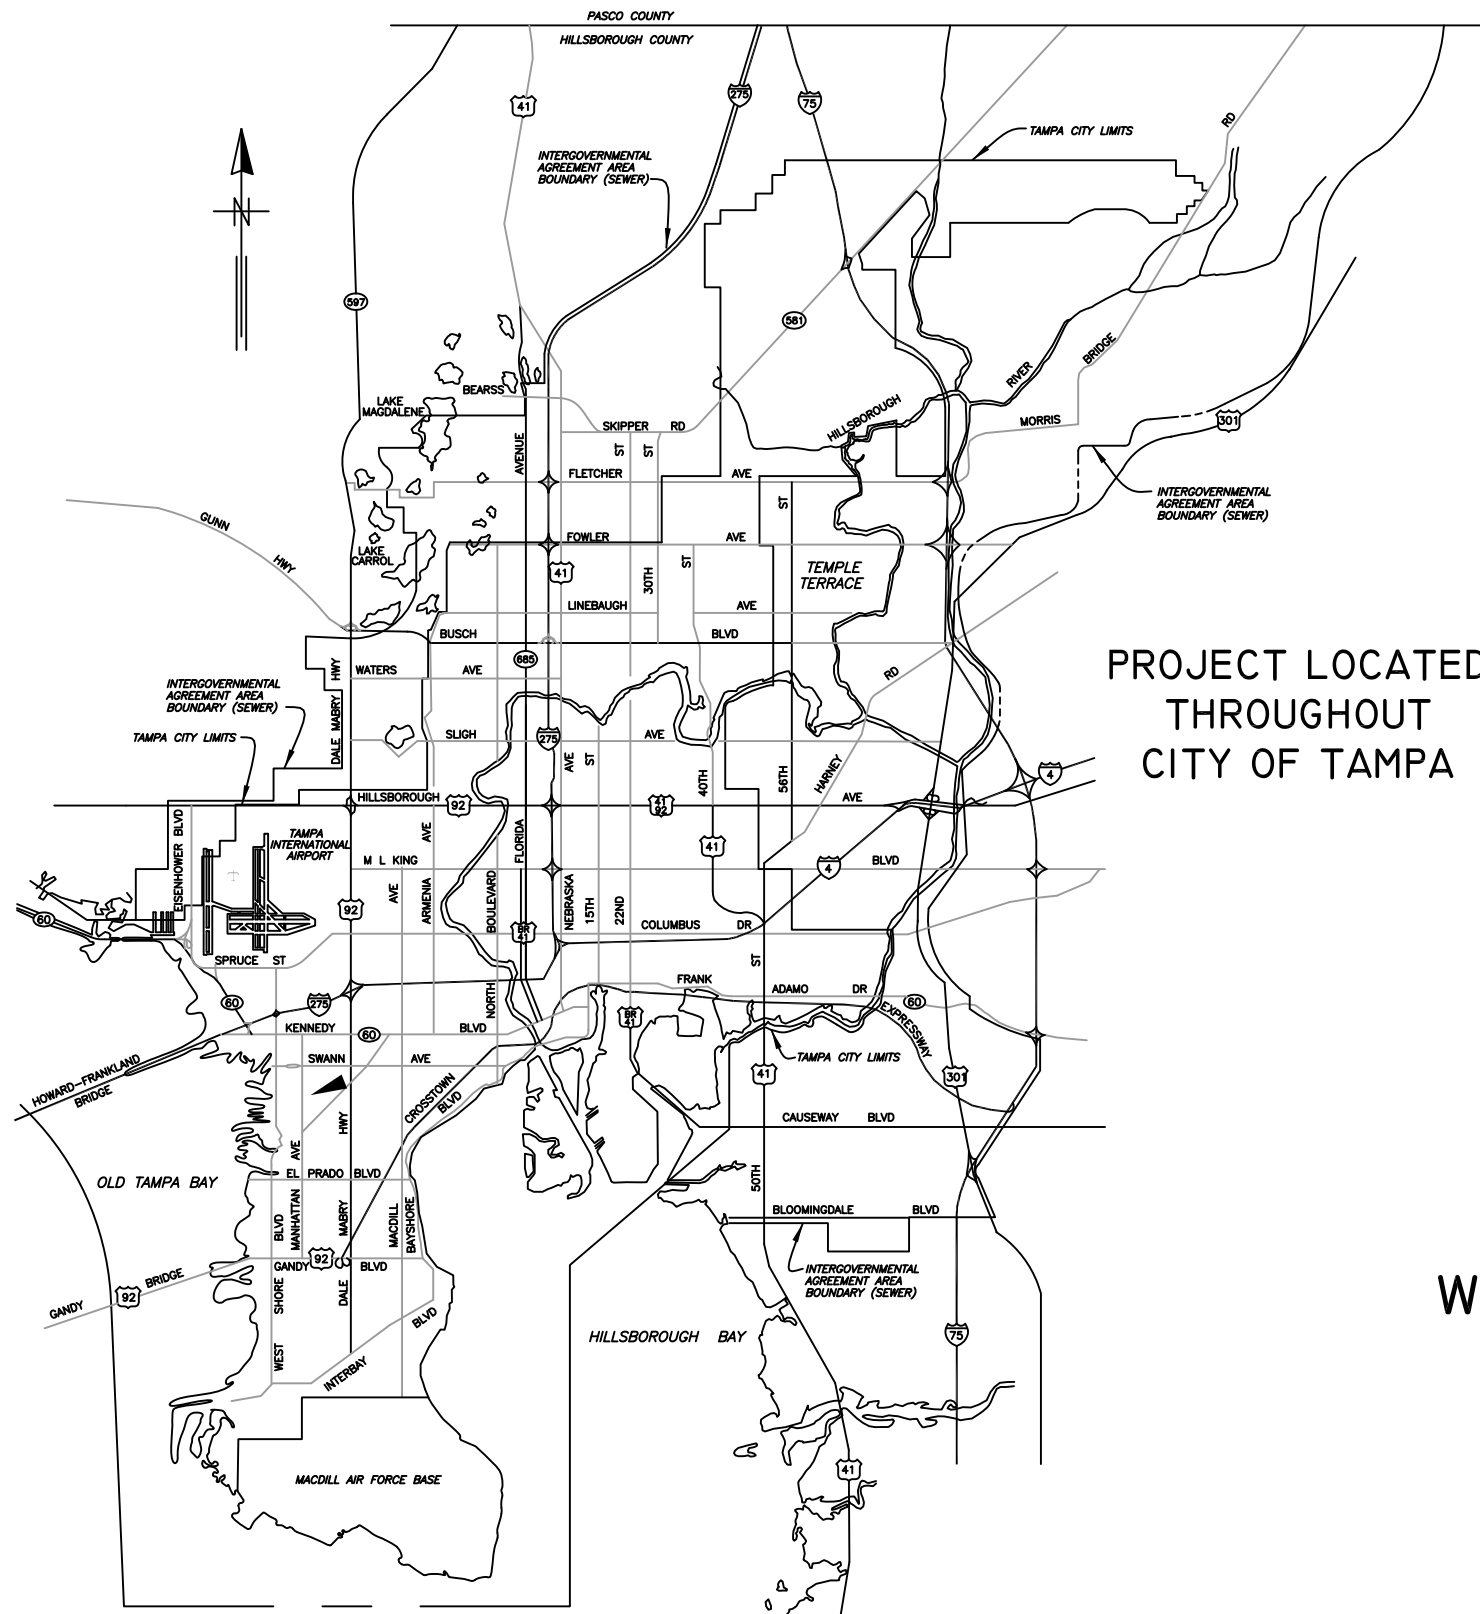 PASCO COUNTY
HILLSBOROUGH COUNTY
41
275
75
RD
TAMPA CITY LIMITS
INTERGOVERNMENTAL
AGREEMENT AREA
BOUNDARY (SEWER)
N
597
581
BRIDGE
RIVER
BEARSS
LAKE
MAGDALENE
HILLSBOROUGH
SKIPPER RD
MORRIS
301
AVENUE
ST
ST
FLETCHER AVE
ST
INTERGOVERNMENTAL
AGREEMENT AREA
BOUNDARY (SEWER)
GUNN
HWY
LAKE
CARROL
FOWLER AVE
41
30TH
ST
TEMPLE
TERRACE
LINEBAUGH AVE
BUSCH BLVD
685
WATERS AVE
HWY
RD
PROJECT LOCATED
THROUGHOUT
CITY OF TAMPA
INTERGOVERNMENTAL
AGREEMENT AREA
BOUNDARY (SEWER)
TAMPA CITY LIMITS
DALE MABRY
SLIGH AVE
275
AVE
ST
40TH
56TH
HARNEY
4
HILLSBOROUGH
92
41
92
AVE
EISENHOWER BLVD
TAMPA
INTERNATIONAL
AIRPORT
AVE
FLORIDA
41
M L KING
4
BLVD
AVE
ARMENIA
BOULEVARD
NEBRASKA
15TH
22ND
60
92
BR
41
COLUMBUS DR
SPRUCE ST
ST
FRANK
ADAMO DR
60
275
NORTH
BR
41
60
EXPRESSWAY
KENNEDY
60
BLVD
SWANN AVE
TAMPA CITY LIMITS
HOWARD-FRANKLAND
BRIDGE
CROSSTOWN
BLVD
41
301
HWY
CAUSEWAY BLVD
AVE
EL PRADO BLVD
OLD TAMPA BAY
50TH
BLVD
MANHATTAN
MABRY
MACDILL
BAYSHORE
BLOOMINGDALE BLVD
92
GANDY BLVD
INTERGOVERNMENTAL
AGREEMENT AREA
BOUNDARY (SEWER)
GANDY
92
BRIDGE
SHORE
DALE
BLVD
W
HILLSBOROUGH BAY
75
WEST
INTERBAY
MACDILL AIR FORCE BASE
41